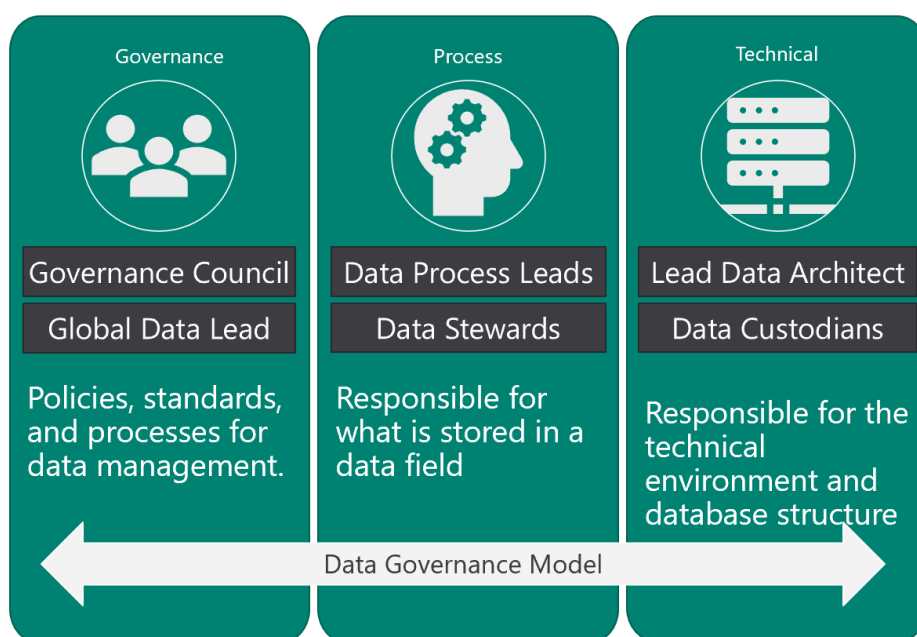 Governance
Governance Council
Global Data Lead
Policies, standards,
and processes for
data management.
Process
Data Process Leads
Data Stewards
Responsible for
what is stored in a
data field
Technical
Lead Data Architect
Data Custodians
Responsible for the
technical
environment and
database structure
Data Governance Model